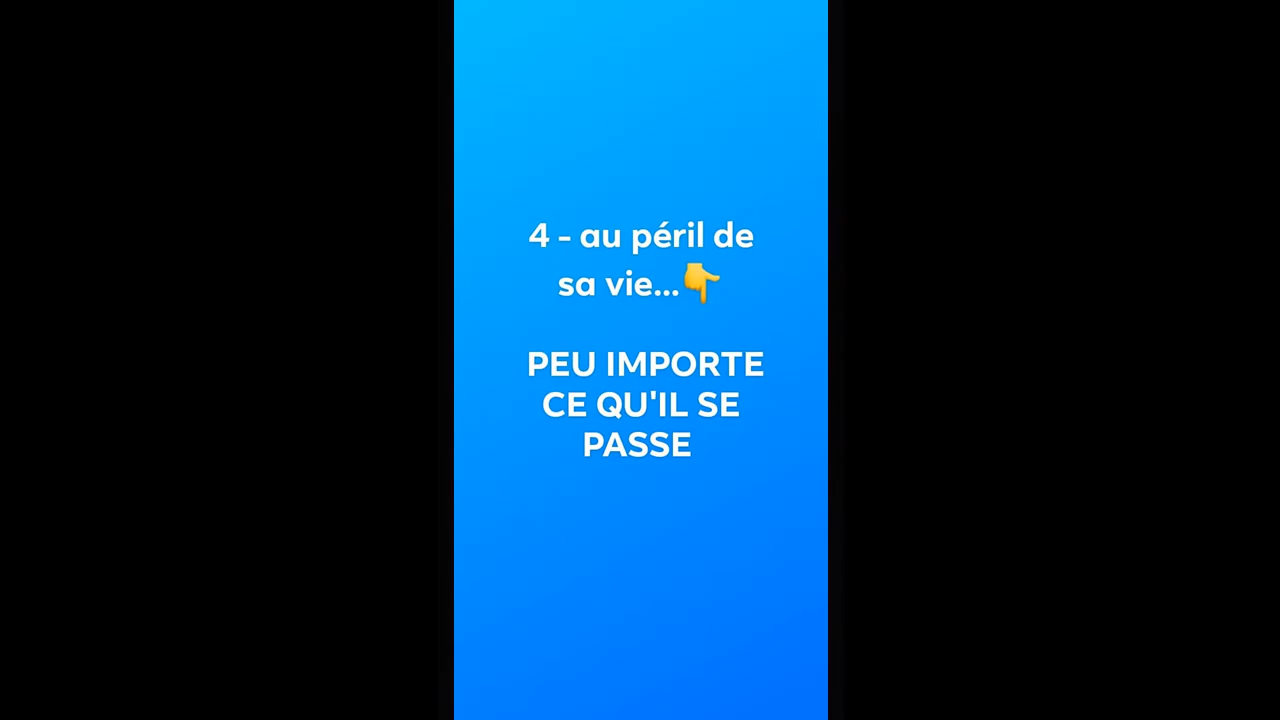 4 - au péril de
sa vie...👇
PEU IMPORTE
CE QU'IL SE
PASSE